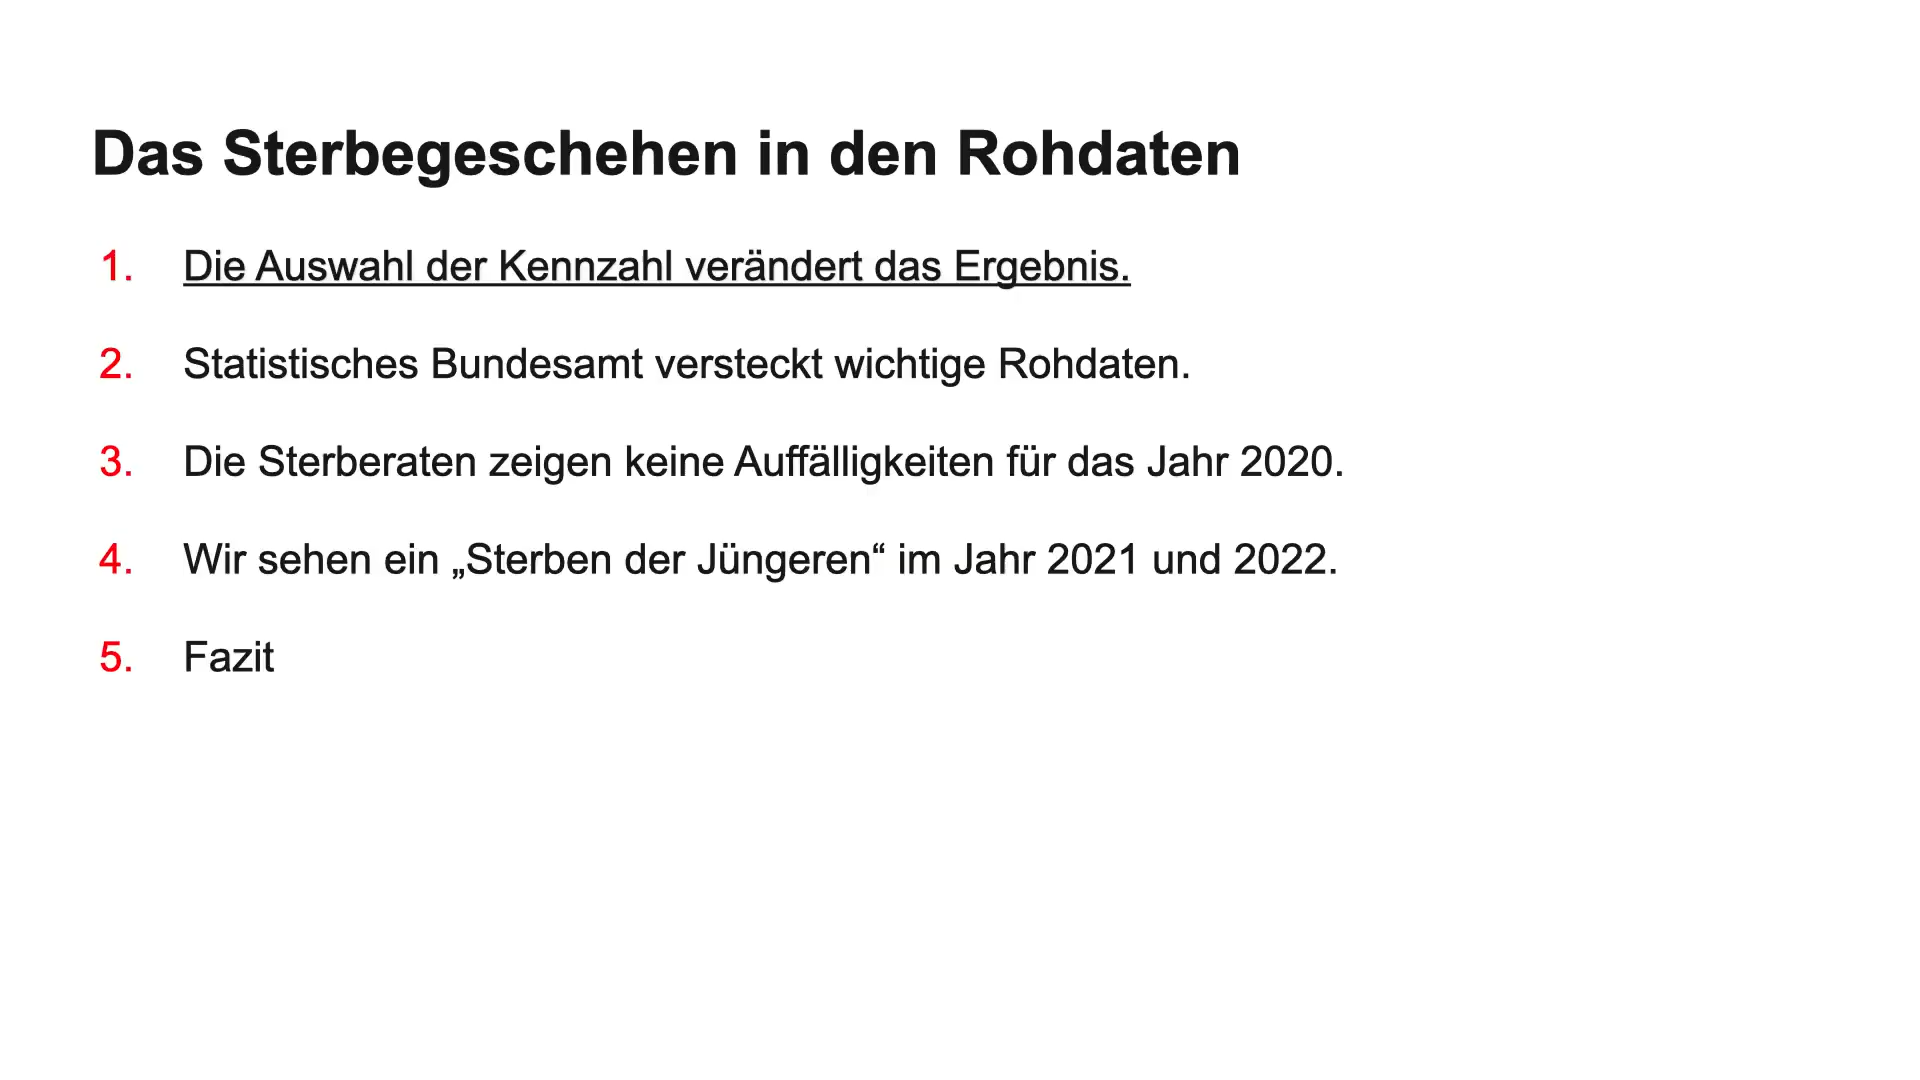 Das Sterbegeschehen in den Rohdaten
1. Die Auswahl der Kennzahl verändert das Ergebnis.
2. Statistisches Bundesamt versteckt wichtige Rohdaten.
3. Die Sterberaten zeigen keine Auffälligkeiten für das Jahr 2020.
4. Wir sehen ein „Sterben der Jüngeren“ im Jahr 2021 und 2022.
5. Fazit